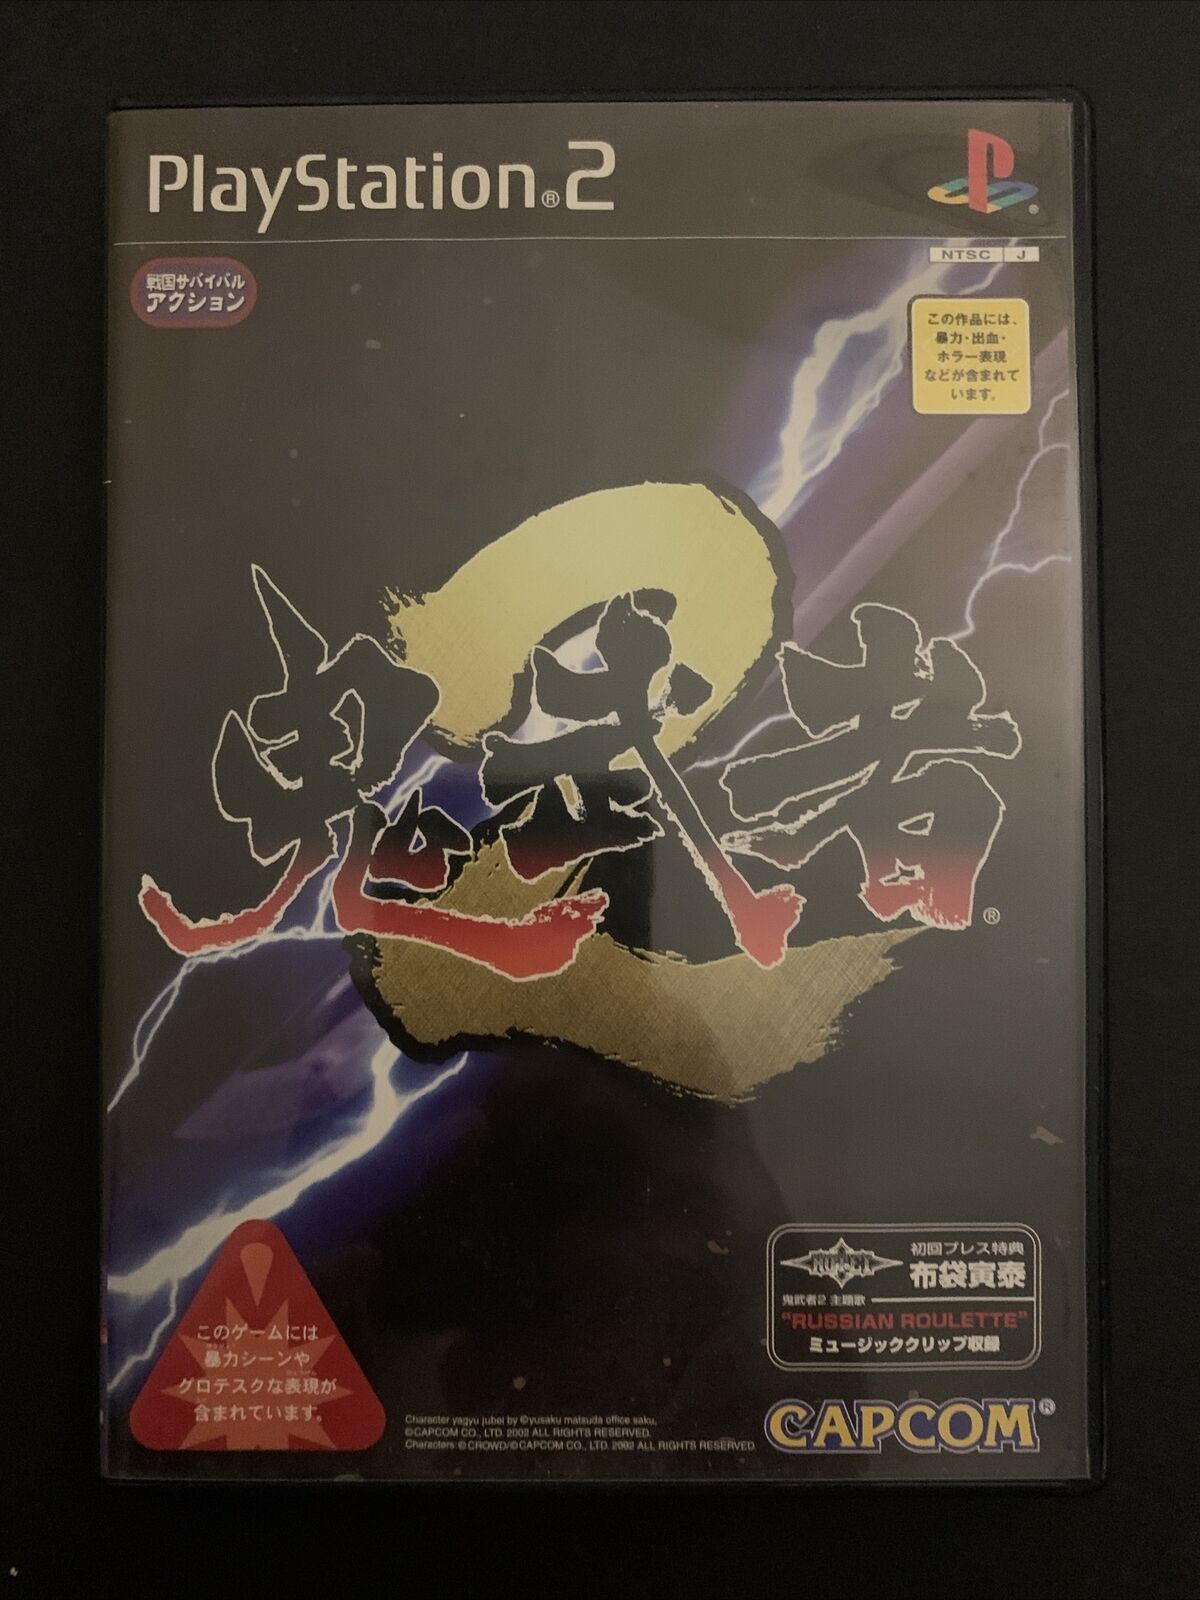 PlayStation®2
NTSC J
戦国サバイバル
アクション
この作品には、
暴力・出血・
ホラー表現
などが含まれて
います。
2
鬼武者®
このゲームには
暴力シーンや
グロテスクな表現が
含まれています。
HOTEI
初回プレス特典
布袋寅泰
鬼武者2 主題歌
"RUSSIAN ROULETTE"
ミュージッククリップ収録
Character yagyu jubei by ©yusaku matsuda office saku,
©CAPCOM CO., LTD. 2002 ALL RIGHTS RESERVED.
Characters:©CROWD/©CAPCOM CO., LTD. 2002 ALL RIGHTS RESERVED.
CAPCOM®